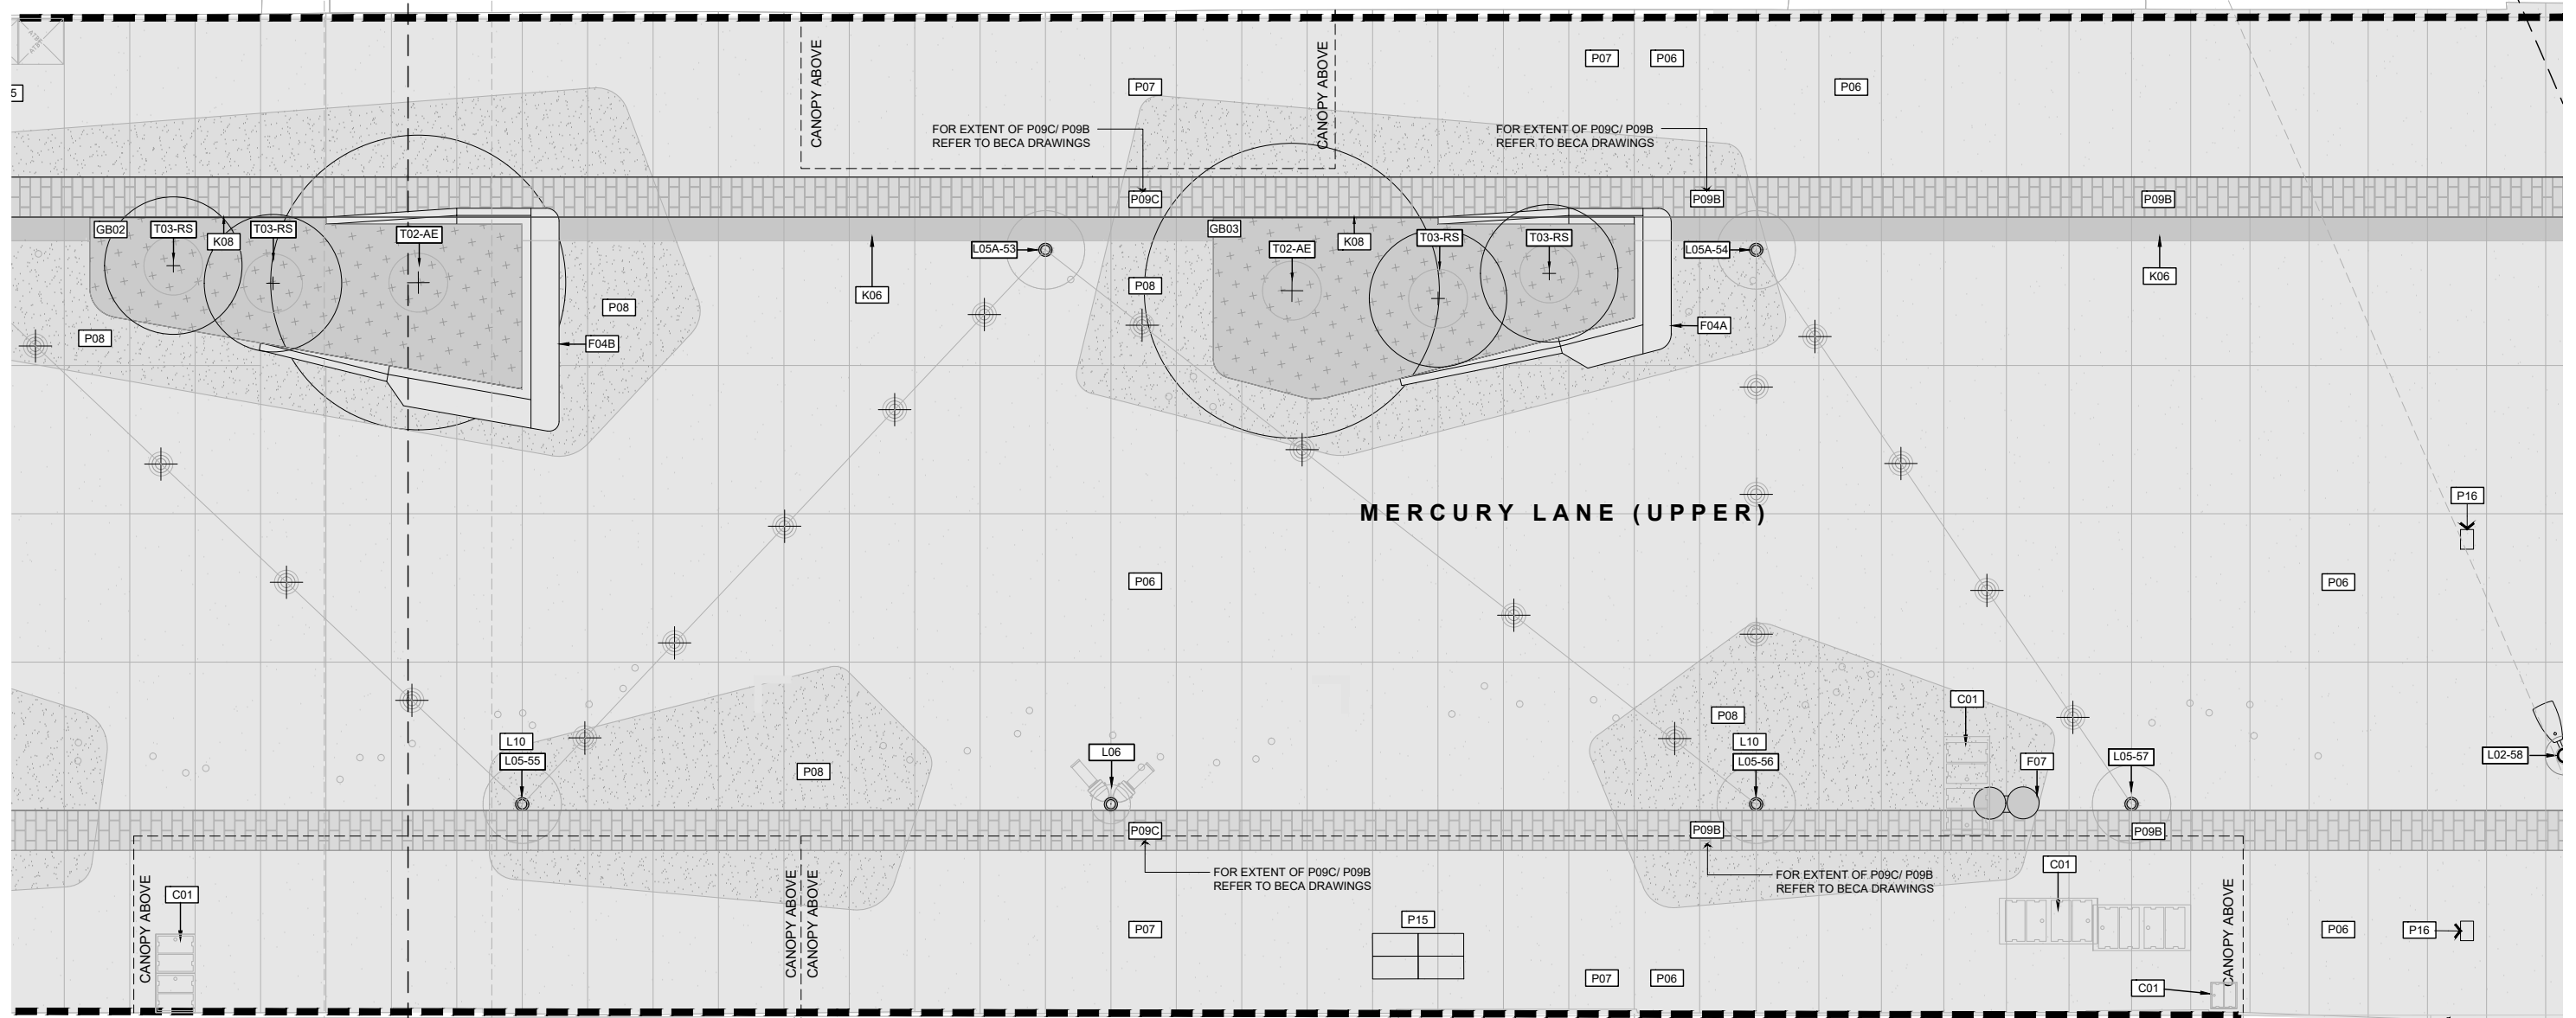 P07
P06
P07
P06
5
CANOPY ABOVE
CANOPY ABOVE
FOR EXTENT OF P09C/ P09B
REFER TO BECA DRAWINGS
FOR EXTENT OF P09C/ P09B
REFER TO BECA DRAWINGS
P09C
P09B
P09B
GB02
T03-RS
K08
T03-RS
T02-AE
L05A-53
GB03
T02-AE
K08
T03-RS
T03-RS
L05A-54
K06
K06
P08
P08
P08
F04B
F04A
MERCURY LANE (UPPER)
P16
P06
P06
L10
L05-55
P08
L06
P08
L10
L05-56
C01
F07
L05-57
L02-58
P09C
P09B
P09B
FOR EXTENT OF P09C/ P09B
REFER TO BECA DRAWINGS
FOR EXTENT OF P09C/ P09B
REFER TO BECA DRAWINGS
C01
CANOPY ABOVE
C01
CANOPY ABOVE
CANOPY ABOVE
CANOPY ABOVE
P07
P15
P06
P16
P07
P06
C01